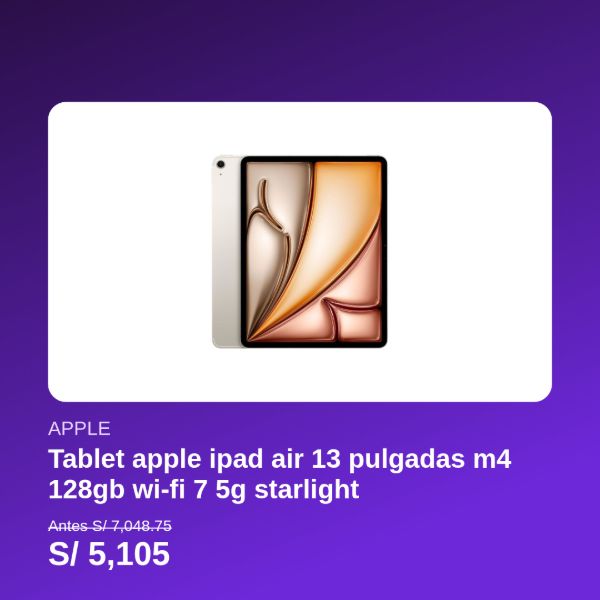 APPLE
Tablet apple ipad air 13 pulgadas m4
128gb wi-fi 7 5g starlight
Antes S/ 7,048.75
S/ 5,105